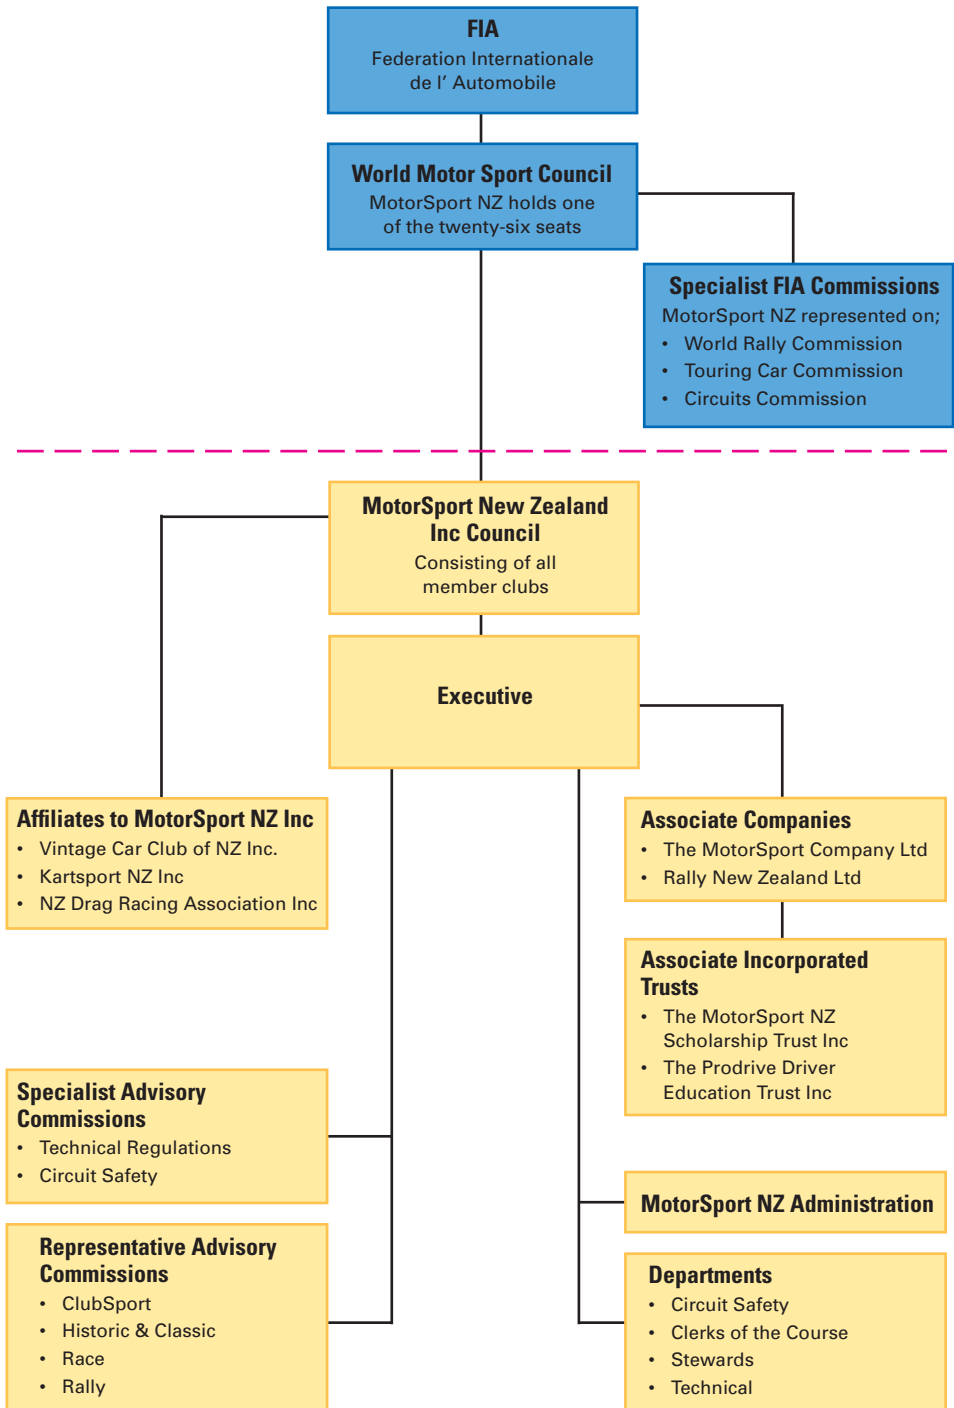 FIA
Federation Internationale
de l' Automobile
World Motor Sport Council
MotorSport NZ holds one
of the twenty-six seats
Specialist FIA Commissions
MotorSport NZ represented on;
• World Rally Commission
• Touring Car Commission
• Circuits Commission
MotorSport New Zealand
Inc Council
Consisting of all
member clubs
Executive
Affiliates to MotorSport NZ Inc
• Vintage Car Club of NZ Inc.
• Kartsport NZ Inc
• NZ Drag Racing Association Inc
Associate Companies
• The MotorSport Company Ltd
• Rally New Zealand Ltd
Associate Incorporated
Trusts
• The MotorSport NZ
Scholarship Trust Inc
• The Prodrive Driver
Education Trust Inc
Specialist Advisory
Commissions
• Technical Regulations
• Circuit Safety
MotorSport NZ Administration
Representative Advisory
Commissions
• ClubSport
• Historic & Classic
• Race
• Rally
Departments
• Circuit Safety
• Clerks of the Course
• Stewards
• Technical